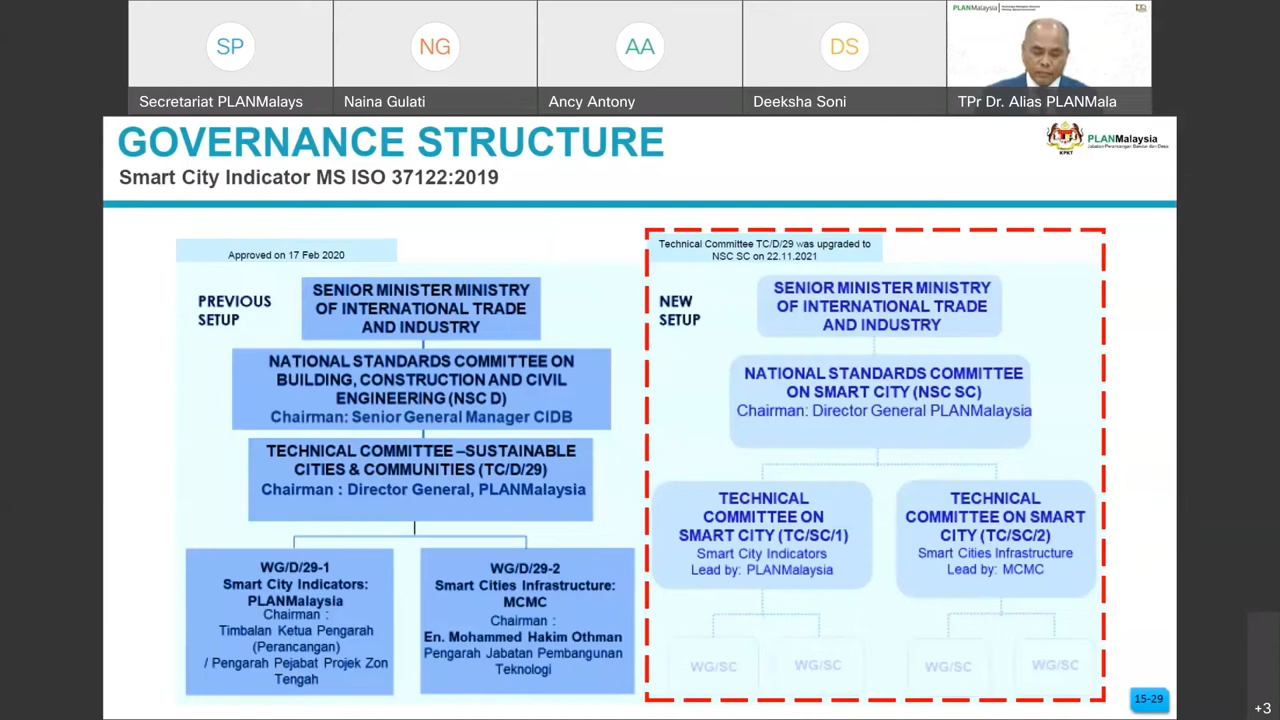 SP
NG
AA
DS
PLANMalaysia
Secretariat PLANMalays
Naina Gulati
Ancy Antony
Deeksha Soni
TPr Dr. Alias PLANMala
GOVERNANCE STRUCTURE
Smart City Indicator MS ISO 37122:2019
KPKT
PLANMalaysia
Jabatan Perancangan Bandar dan Desa
Approved on 17 Feb 2020
PREVIOUS
SETUP
SENIOR MINISTER MINISTRY
OF INTERNATIONAL TRADE
AND INDUSTRY
NATIONAL STANDARDS COMMITTEE ON
BUILDING, CONSTRUCTION AND CIVIL
ENGINEERING (NSC D)
Chairman: Senior General Manager CIDB
TECHNICAL COMMITTEE –SUSTAINABLE
CITIES & COMMUNITIES (TC/D/29)
Chairman : Director General, PLANMalaysia
WG/D/29-1
Smart City Indicators:
PLANMalaysia
Chairman :
Timbalan Ketua Pengarah
(Perancangan)
/ Pengarah Pejabat Projek Zon
Tengah
WG/D/29-2
Smart Cities Infrastructure:
MCMC
Chairman :
En. Mohammed Hakim Othman
Pengarah Jabatan Pembangunan
Teknologi
Technical Committee TC/D/29 was upgraded to
NSC SC on 22.11.2021
NEW
SETUP
SENIOR MINISTER MINISTRY
OF INTERNATIONAL TRADE
AND INDUSTRY
NATIONAL STANDARDS COMMITTEE
ON SMART CITY (NSC SC)
Chairman: Director General PLANMalaysia
TECHNICAL
COMMITTEE ON
SMART CITY (TC/SC/1)
Smart City Indicators
Lead by: PLANMalaysia
TECHNICAL
COMMITTEE ON SMART
CITY (TC/SC/2)
Smart Cities Infrastructure
Lead by: MCMC
WG/SC
WG/SC
WG/SC
WG/SC
15-29
+3